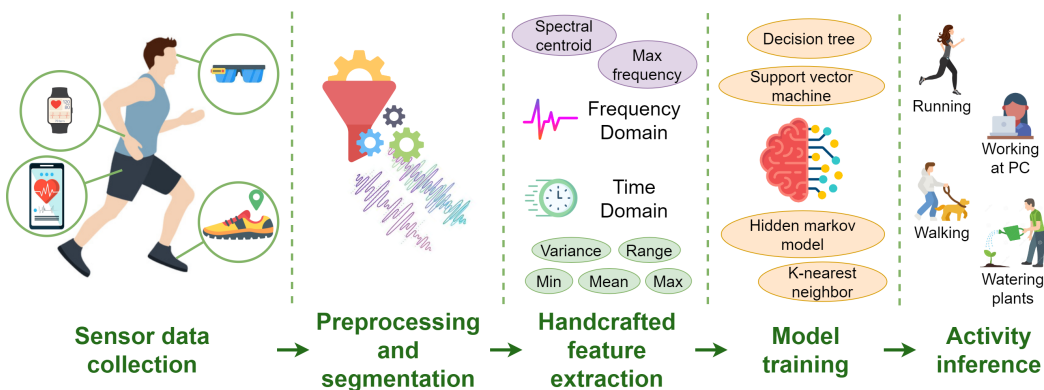 Spectral
centroid
Max
frequency
Frequency
Domain
Time
Domain
Variance
Range
Min
Mean
Max
Decision tree
Support vector
machine
Hidden markov
model
K-nearest
neighbor
Running
Working
at PC
Walking
Watering
plants
Sensor data
collection
Preprocessing
and
segmentation
Handcrafted
feature
extraction
Model
training
Activity
inference